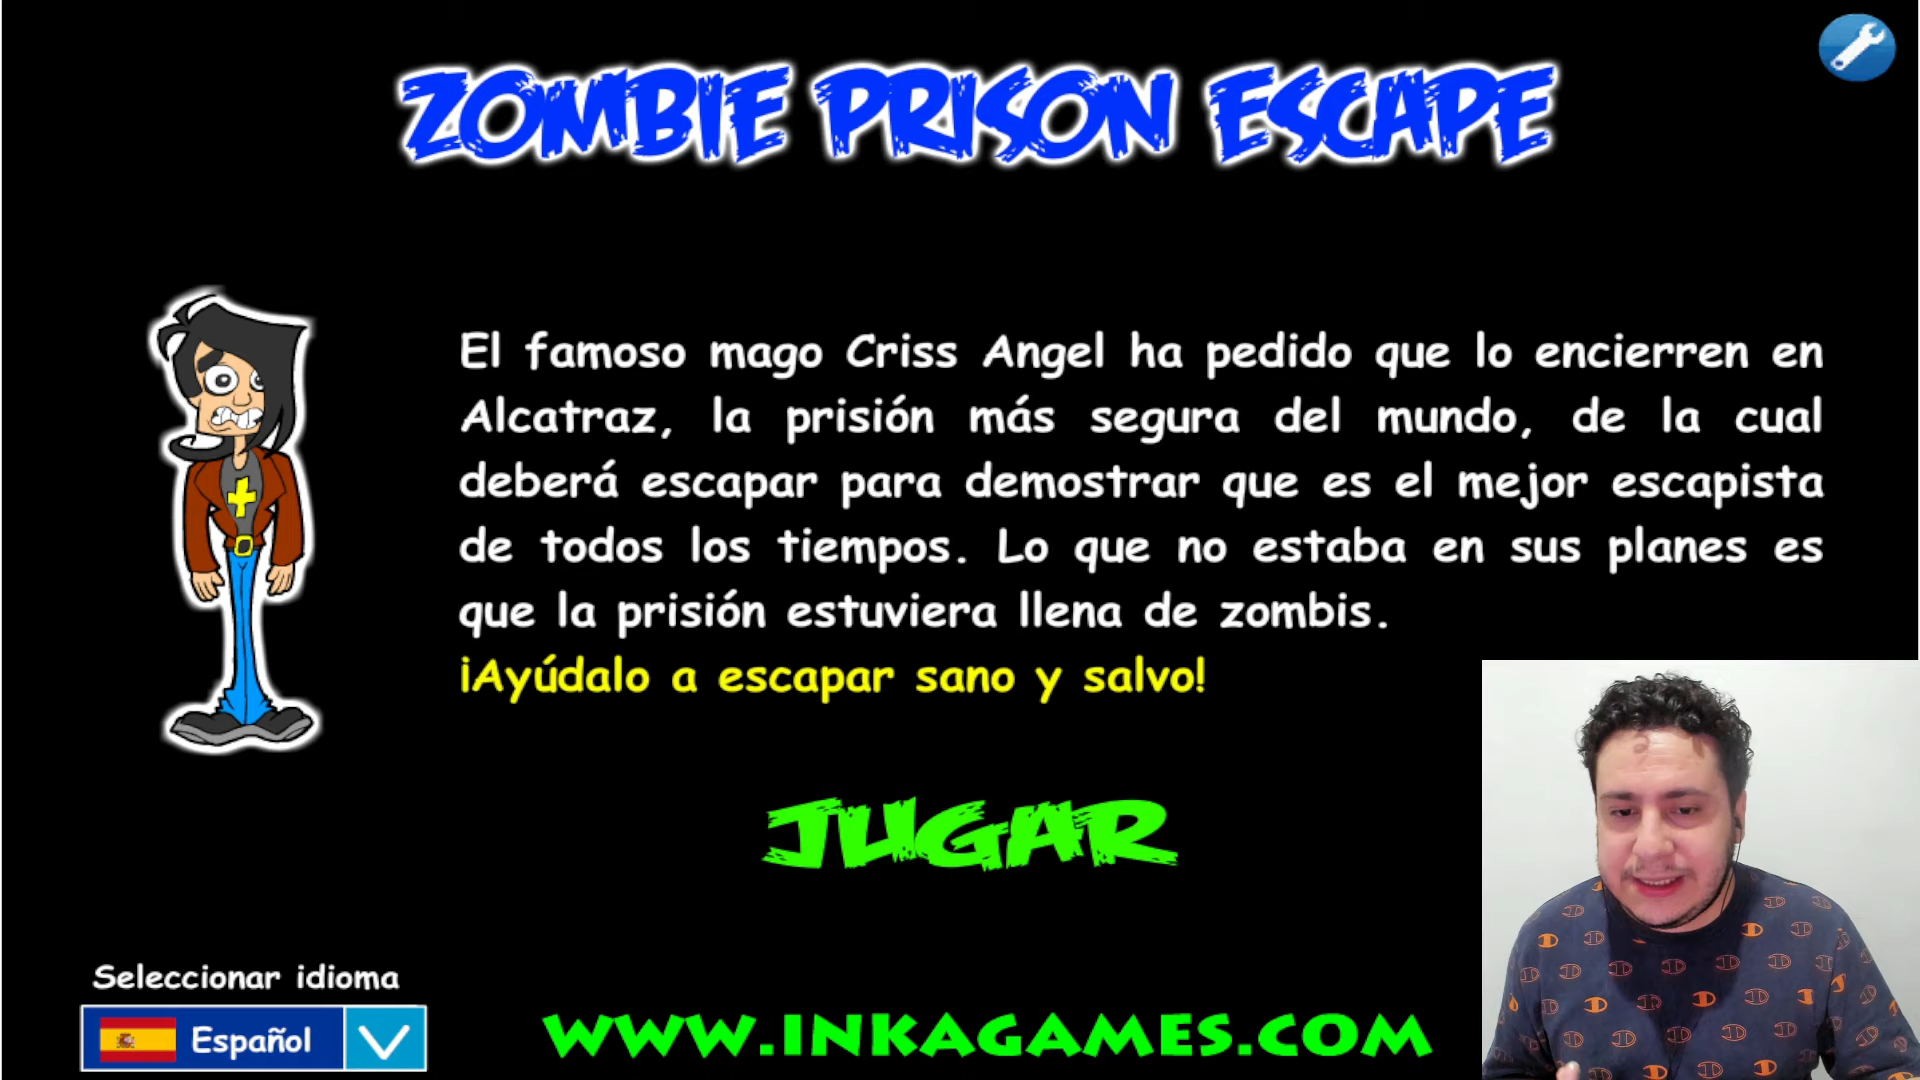 ZOMBIE PRISON ESCAPE
El famoso mago Criss Angel ha pedido que lo encierren en
Alcatraz, la prisión más segura del mundo, de la cual
deberá escapar para demostrar que es el mejor escapista
de todos los tiempos. Lo que no estaba en sus planes es
que la prisión estuviera llena de zombis.
¡Ayúdalo a escapar sano y salvo!
JUGAR
Seleccionar idioma
Español
WWW.INKAGAMES.COM